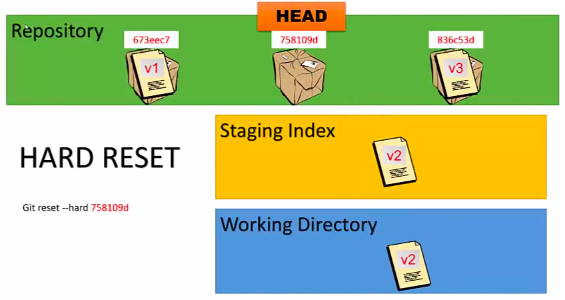 HEAD
Repository
673eec7
758109d
836c53d
v1
v3
Staging Index
v2
HARD RESET
Git reset --hard 758109d
Working Directory
v2